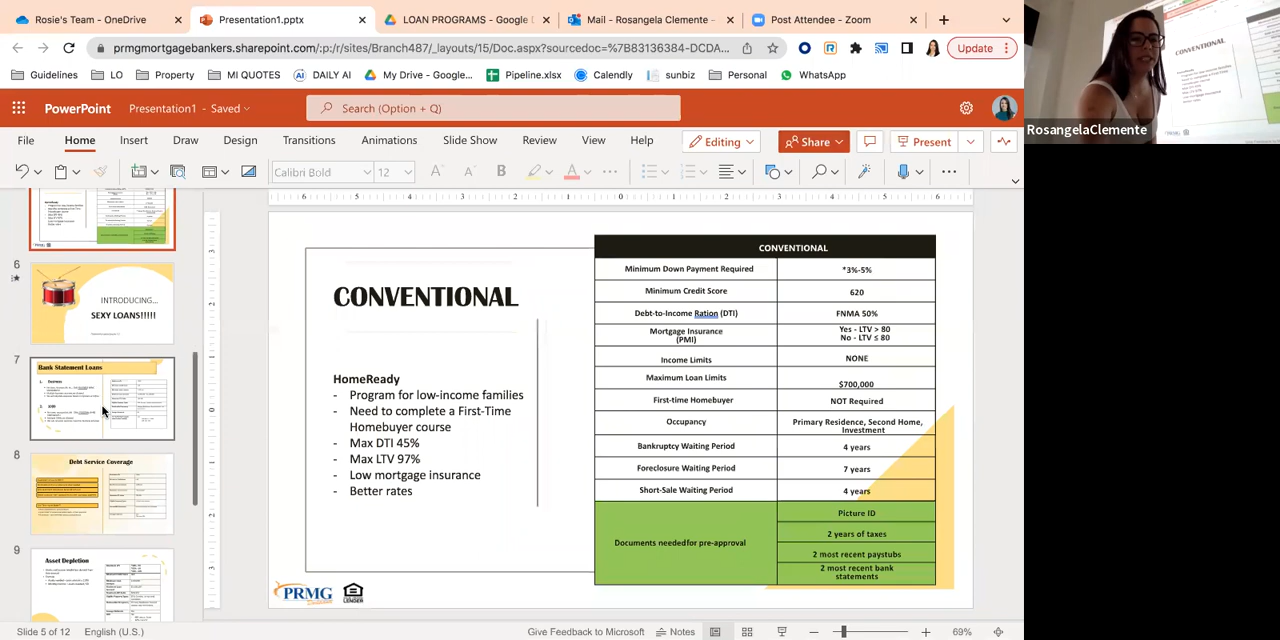 Rosie's Team - OneDrive
Presentation1.pptx
LOAN PROGRAMS - Google
Mail - Rosangela Clemente -
Post Attendee - Zoom
prmgmortgagebankers.sharepoint.com/:p:/r/sites/Branch487/_layouts/15/Doc.aspx?sourcedoc=%7B83136384-DCDA...
Update
Guidelines
LO
Property
MI QUOTES
DAILY AI
My Drive - Google...
Pipeline.xlsx
Calendly
sunbiz
Personal
WhatsApp
PowerPoint
Presentation1 - Saved
Search (Option + Q)
File
Home
Insert
Draw
Design
Transitions
Animations
Slide Show
Review
View
Help
Editing
Share
Present
Calibri Bold
12
6
INTRODUCING...
SEXY LOANS!!!!!
7
Bank Statement Loans
8
Debt Service Coverage
9
Asset Depletion
CONVENTIONAL
HomeReady
Program for low-income families
Need to complete a First Time
Homebuyer course
- Max DTI 45%
- Max LTV 97%
- Low mortgage insurance
- Better rates
PRMG
CONVENTIONAL
Minimum Down Payment Required *3%-5%
Minimum Credit Score 620
Debt-to-Income Ration (DTI) FNMA 50%
Mortgage Insurance
(PMI)
Yes - LTV > 80
No - LTV ≤ 80
Income Limits NONE
Maximum Loan Limits $700,000
First-time Homebuyer NOT Required
Occupancy Primary Residence, Second Home,
Investment
Bankruptcy Waiting Period 4 years
Foreclosure Waiting Period 7 years
Short-Sale Waiting Period 4 years
Documents neededfor pre-approval
Picture ID
2 years of taxes
2 most recent paystubs
2 most recent bank
statements
Slide 5 of 12
English (U.S.)
Give Feedback to Microsoft
Notes
69%
CONVENTIONAL
RosangelaClemente